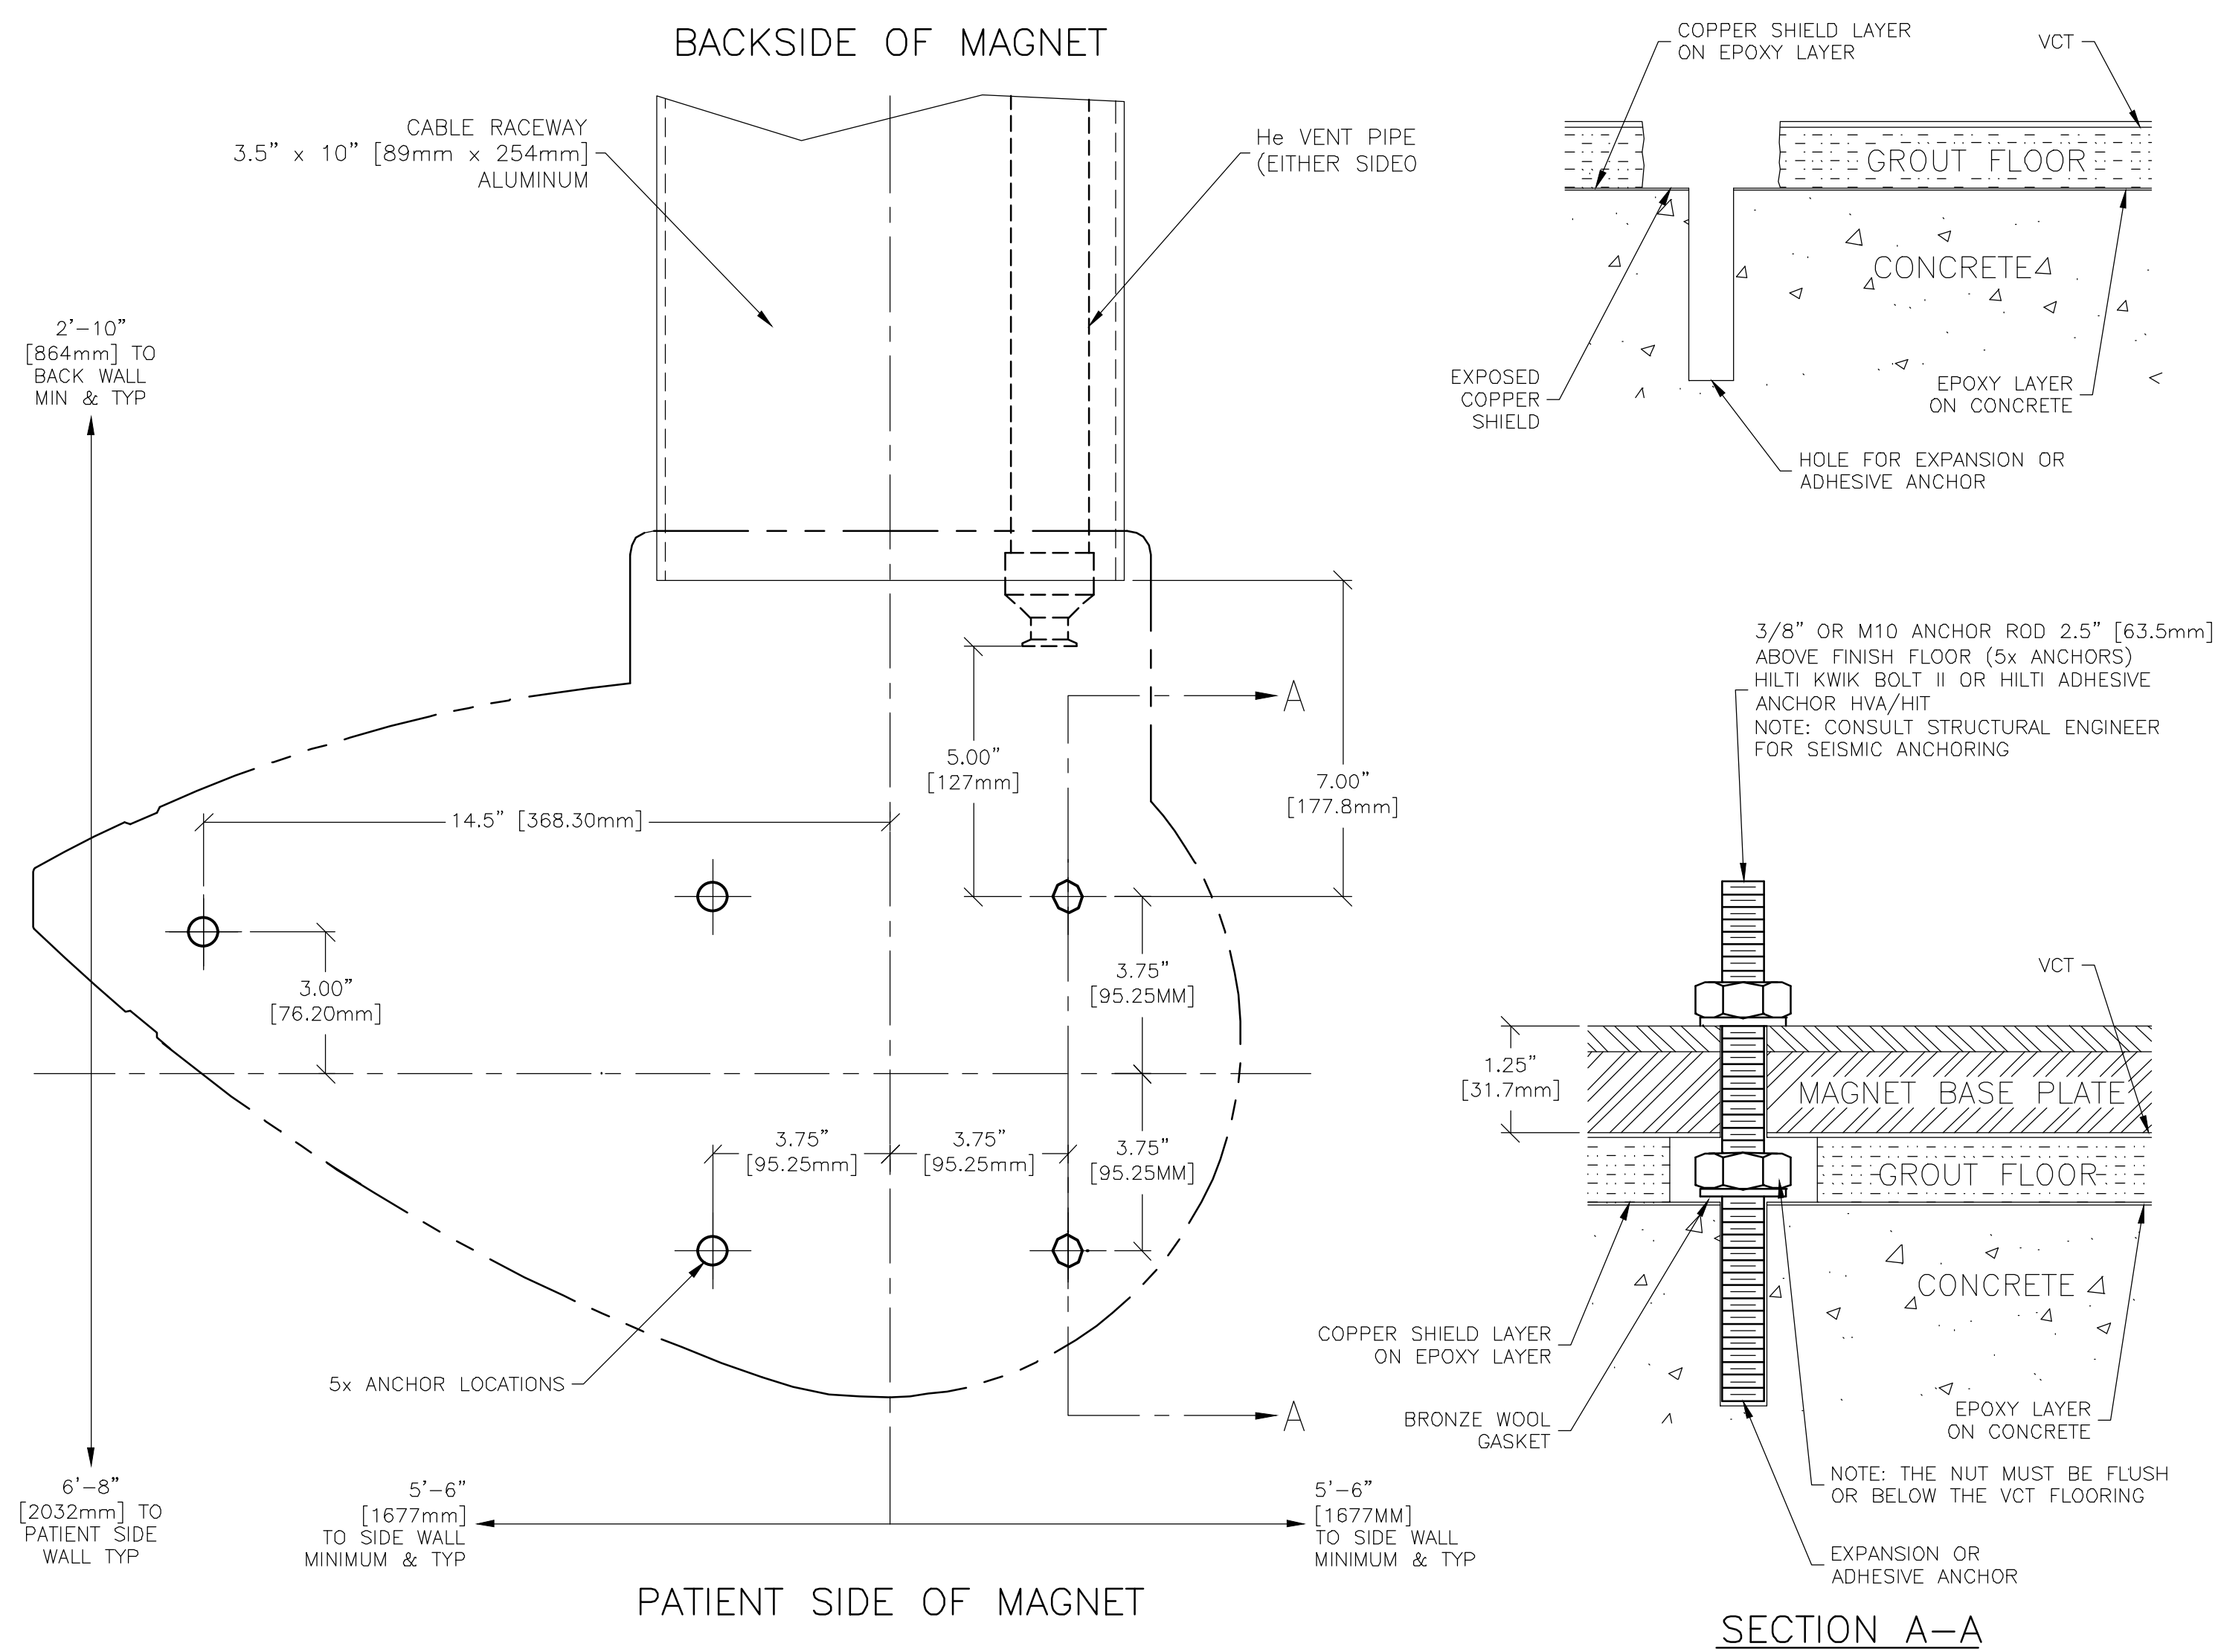 BACKSIDE OF MAGNET
CABLE RACEWAY
3.5" x 10" [89mm x 254mm]
ALUMINUM
He VENT PIPE
(EITHER SIDE0
2'-10"
[864mm] TO
BACK WALL
MIN & TYP
5.00"
[127mm]
A
7.00"
[177.8mm]
14.5" [368.30mm]
3.00"
[76.20mm]
3.75"
[95.25MM]
3.75"
[95.25mm]
3.75"
[95.25mm]
3.75"
[95.25MM]
5x ANCHOR LOCATIONS
A
6'-8"
[2032mm] TO
PATIENT SIDE
WALL TYP
5'-6"
[1677mm]
TO SIDE WALL
MINIMUM & TYP
5'-6"
[1677MM]
TO SIDE WALL
MINIMUM & TYP
PATIENT SIDE OF MAGNET
COPPER SHIELD LAYER
ON EPOXY LAYER
VCT
GROUT FLOOR
CONCRETE
EXPOSED
COPPER
SHIELD
EPOXY LAYER
ON CONCRETE
HOLE FOR EXPANSION OR
ADHESIVE ANCHOR
3/8" OR M10 ANCHOR ROD 2.5" [63.5mm]
ABOVE FINISH FLOOR (5x ANCHORS)
HILTI KWIK BOLT II OR HILTI ADHESIVE
ANCHOR HVA/HIT
NOTE: CONSULT STRUCTURAL ENGINEER
FOR SEISMIC ANCHORING
VCT
1.25"
[31.7mm]
MAGNET BASE PLATE
GROUT FLOOR
CONCRETE
COPPER SHIELD LAYER
ON EPOXY LAYER
BRONZE WOOL
GASKET
EPOXY LAYER
ON CONCRETE
NOTE: THE NUT MUST BE FLUSH
OR BELOW THE VCT FLOORING
EXPANSION OR
ADHESIVE ANCHOR
SECTION A-A